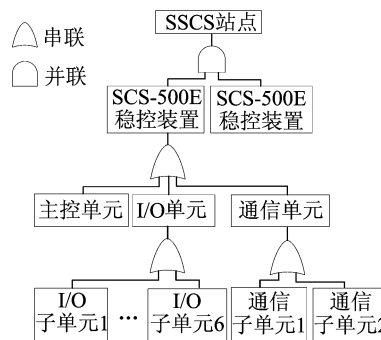 SSCS站点
串联
并联
SCS-500E
稳控装置
SCS-500E
稳控装置
主控单元
I/O单元
通信单元
I/O
子单元1
...
I/O
子单元6
通信
子单元1
通信
子单元2